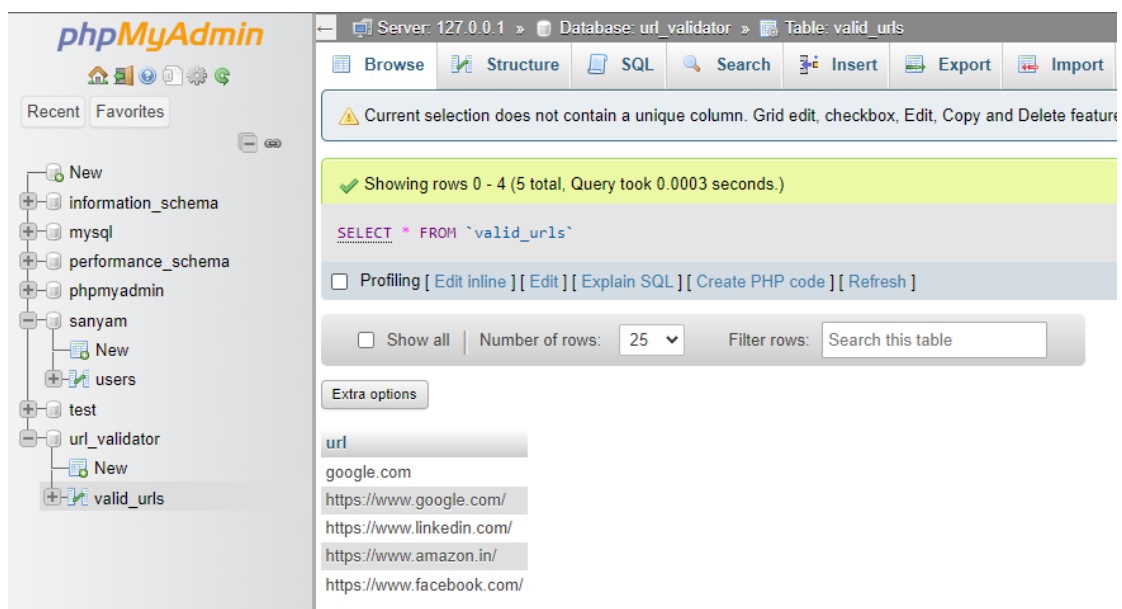 phpMyAdmin
Recent Favorites
New
information_schema
mysql
performance_schema
phpmyadmin
sanyam
New
users
test
url_validator
New
valid_urls
Server: 127.0.0.1 » Database: url_validator » Table: valid_urls
Browse Structure SQL Search Insert Export Import
Current selection does not contain a unique column. Grid edit, checkbox, Edit, Copy and Delete feature
Showing rows 0 - 4 (5 total, Query took 0.0003 seconds.)
SELECT * FROM `valid_urls`
Profiling [ Edit inline ] [ Edit ] [ Explain SQL ] [ Create PHP code ] [ Refresh ]
Show all | Number of rows: 25 Filter rows: Search this table
Extra options
url
google.com
https://www.google.com/
https://www.linkedin.com/
https://www.amazon.in/
https://www.facebook.com/